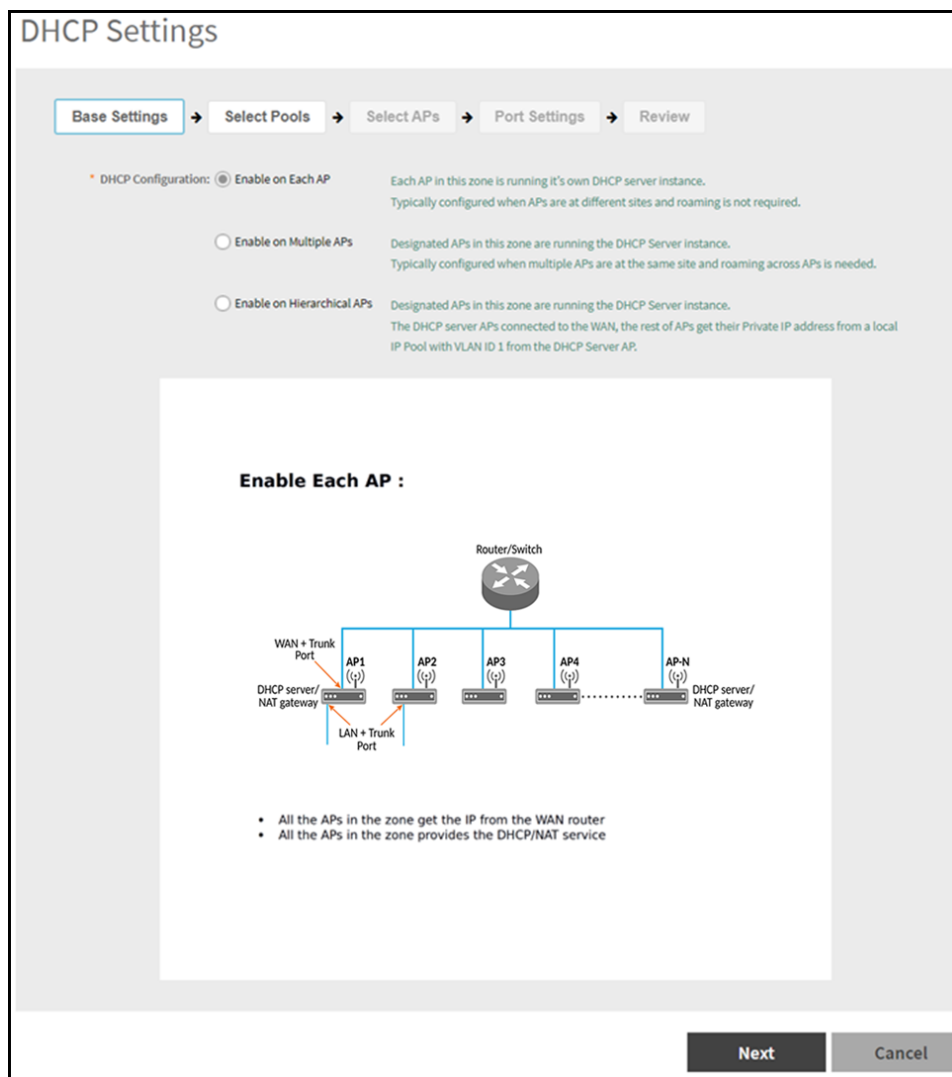 DHCP Settings
Base Settings
Select Pools
Select APs
Port Settings
Review
* DHCP Configuration:
Enable on Each AP
Each AP in this zone is running it's own DHCP server instance.
Typically configured when APs are at different sites and roaming is not required.
Enable on Multiple APs
Designated APs in this zone are running the DHCP Server instance.
Typically configured when multiple APs are at the same site and roaming across APs is needed.
Enable on Hierarchical APs
Designated APs in this zone are running the DHCP Server instance.
The DHCP server APs connected to the WAN, the rest of APs get their Private IP address from a local
IP Pool with VLAN ID 1 from the DHCP Server AP.
Enable Each AP :
Router/Switch
WAN + Trunk
Port
AP1
AP2
AP3
AP4
AP-N
DHCP server/
NAT gateway
DHCP server/
NAT gateway
LAN + Trunk
Port
• All the APs in the zone get the IP from the WAN router
• All the APs in the zone provides the DHCP/NAT service
Next
Cancel